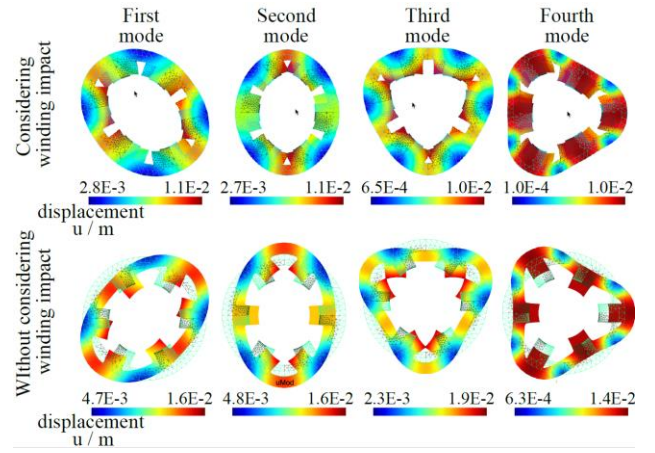 First mode
Second mode
Third mode
Fourth mode
Considering winding impact
2.8E-3 1.1E-2
2.7E-3 1.1E-2
6.5E-4 1.0E-2
1.0E-4 1.0E-2
displacement
u / m
WIthout considering winding impact
uMod
4.7E-3 1.6E-2
4.8E-3 1.6E-2
2.3E-3 1.9E-2
6.3E-4 1.4E-2
displacement
u / m